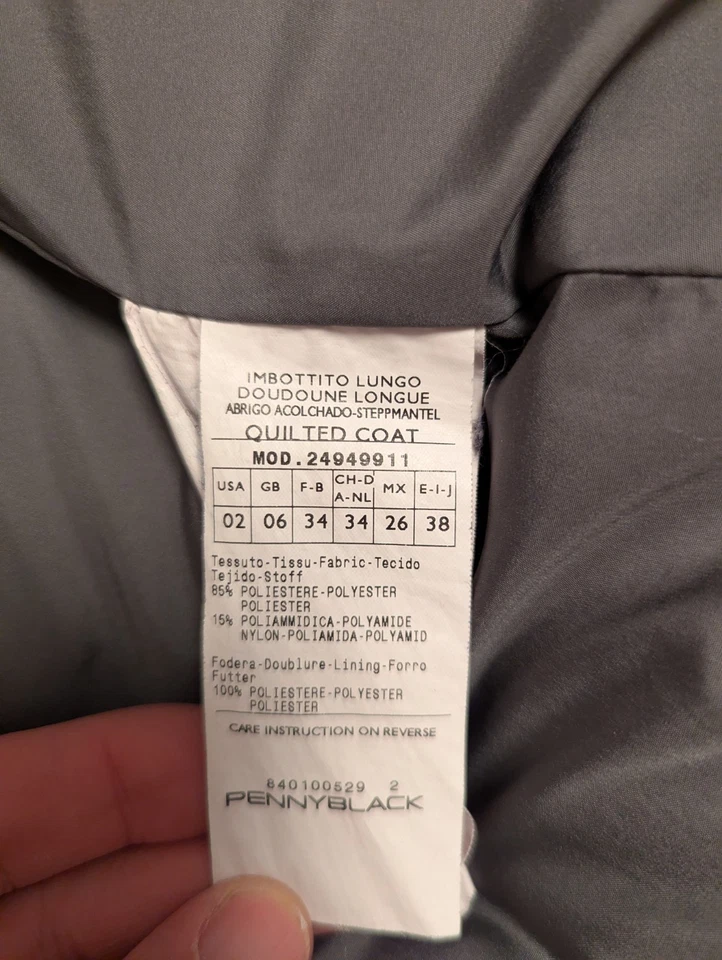 IMBOTTITO LUNGO
DOUDOUNE LONGUE
ABRIGO ACOLCHADO-STEPPMANTEL
QUILTED COAT
MOD.24949911
USA GB F-B CH-D A-NL MX E-I-J
02 06 34 34 26 38
Tessuto-Tissu-Fabric-Tecido
Tejido-Stoff
85% POLIESTERE-POLYESTER
POLIESTER
15% POLIAMMIDICA-POLYAMIDE
NYLON-POLIAMIDA-POLYAMID
Fodera-Doublure-Lining-Forro
Futter
100% POLIESTERE-POLYESTER
POLIESTER
CARE INSTRUCTION ON REVERSE
840100529 2
PENNYBLACK